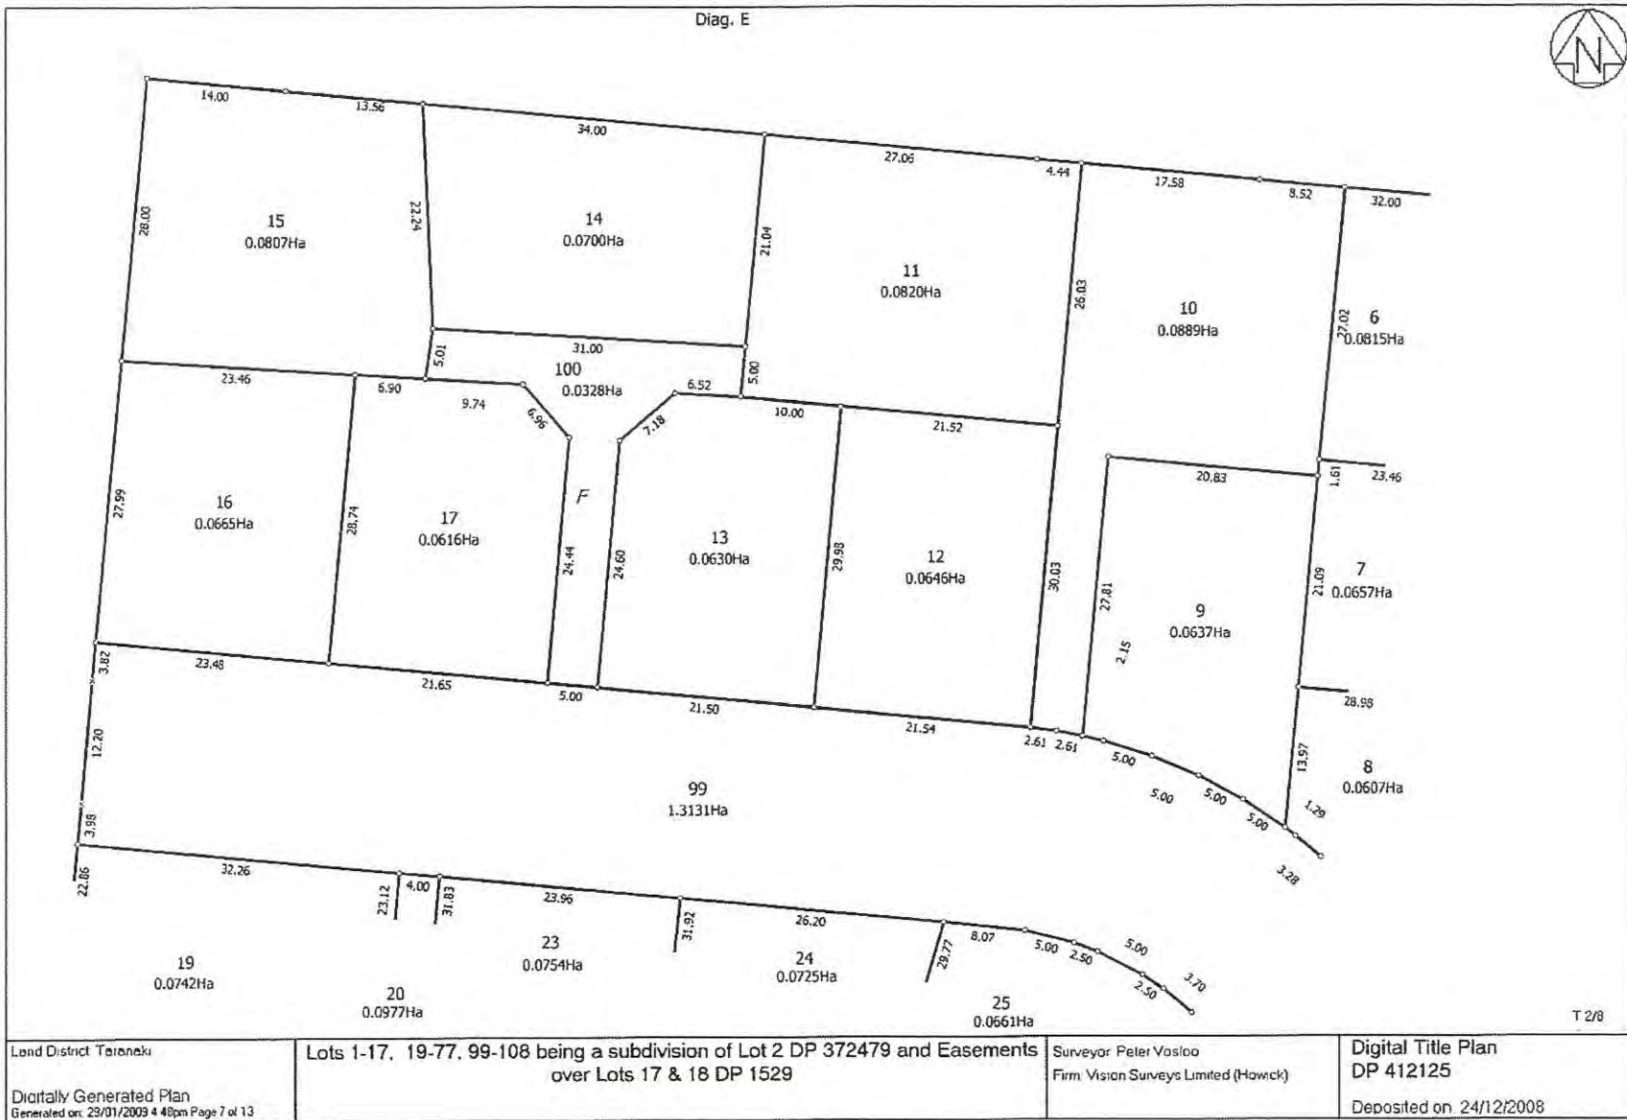 Diag. E
N
14.00
13.56
34.00
27.06
4.44
17.58
8.52
32.00
28.00
15
0.0807Ha
22.24
14
0.0700Ha
21.04
11
0.0820Ha
26.03
10
0.0889Ha
27.02
6
0.0815Ha
5.01
31.00
5.00
100
0.0328Ha
23.46
6.90
9.74
6.96
7.18
6.52
10.00
21.52
20.83
1.61
23.46
27.99
16
0.0665Ha
28.74
17
0.0616Ha
F
24.44
24.60
13
0.0630Ha
29.98
12
0.0646Ha
30.03
27.81
2.15
9
0.0637Ha
21.09
7
0.0657Ha
28.98
3.82
23.48
21.65
5.00
21.50
21.54
2.61
2.61
5.00
5.00
5.00
5.00
13.97
1.29
3.28
8
0.0607Ha
12.20
99
1.3131Ha
3.98
22.86
32.26
23.12
4.00
31.83
23.96
31.92
26.20
29.77
8.07
5.00
2.50
5.00
2.50
3.70
19
0.0742Ha
20
0.0977Ha
23
0.0754Ha
24
0.0725Ha
25
0.0661Ha
T 2/8
Land District Taranaki
Digitally Generated Plan
Generated on: 29/01/2009 4 48pm Page 7 of 13
Lots 1-17, 19-77, 99-108 being a subdivision of Lot 2 DP 372479 and Easements
over Lots 17 & 18 DP 1529
Surveyor Peter Vosloo
Firm Vision Surveys Limited (Howick)
Digital Title Plan
DP 412125
Deposited on 24/12/2008